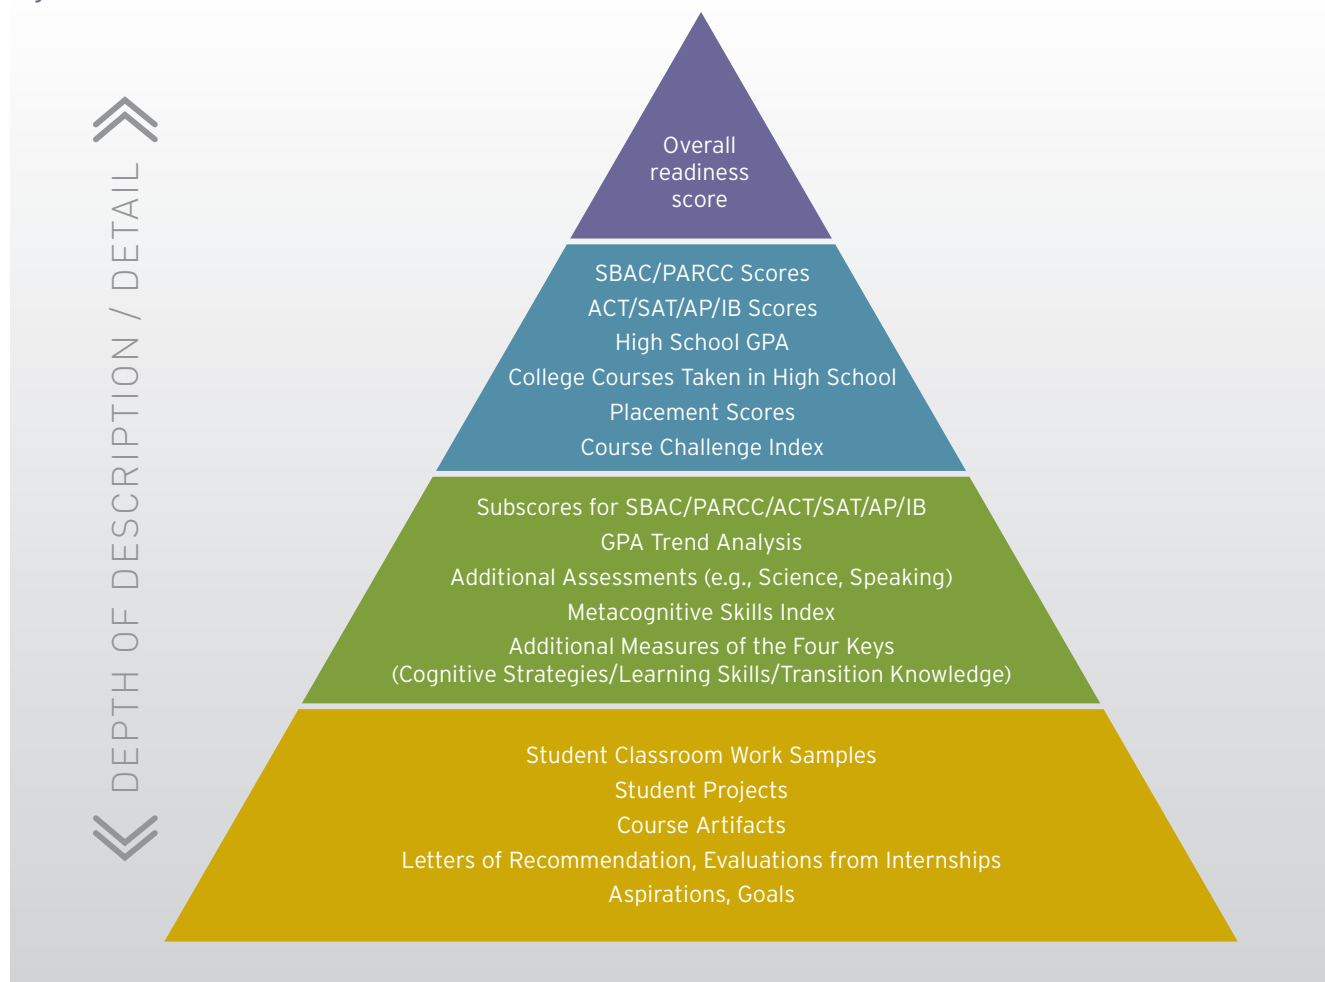 DEPTH OF DESCRIPTION / DETAIL
Overall
readiness
score
SBAC/PARCC Scores
ACT/SAT/AP/IB Scores
High School GPA
College Courses Taken in High School
Placement Scores
Course Challenge Index
Subscores for SBAC/PARCC/ACT/SAT/AP/IB
GPA Trend Analysis
Additional Assessments (e.g., Science, Speaking)
Metacognitive Skills Index
Additional Measures of the Four Keys
(Cognitive Strategies/Learning Skills/Transition Knowledge)
Student Classroom Work Samples
Student Projects
Course Artifacts
Letters of Recommendation, Evaluations from Internships
Aspirations, Goals